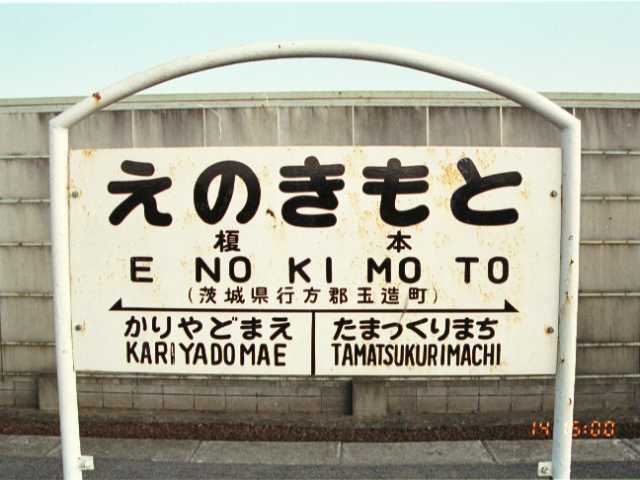 えのきもと
榎本
E NO KI MO TO
(茨城県行方郡玉造町)
かりやどまえ たまっくりまち
KARIYADOMAE TAMATSUKURIMACHI